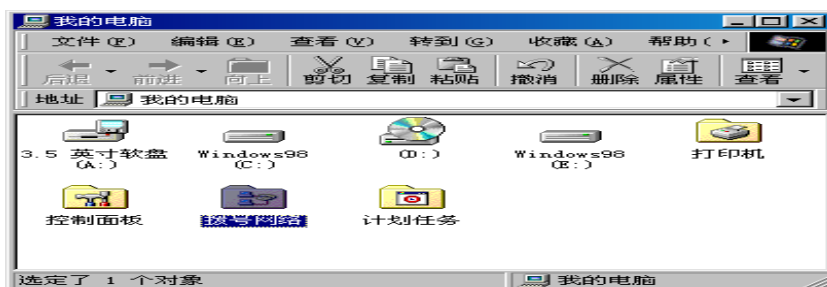 我的电脑
文件(F) 编辑(E) 查看(V) 转到(G) 收藏(A) 帮助(
后退 前进 向上 剪切 复制 粘贴 撤消 删除 属性 查看
地址 我的电脑
3.5 英寸软盘 (A:) Windows98 (C:) (D:) Windows98 (E:) 打印机
控制面板 拨号网络 计划任务
选定了 1 个对象 我的电脑